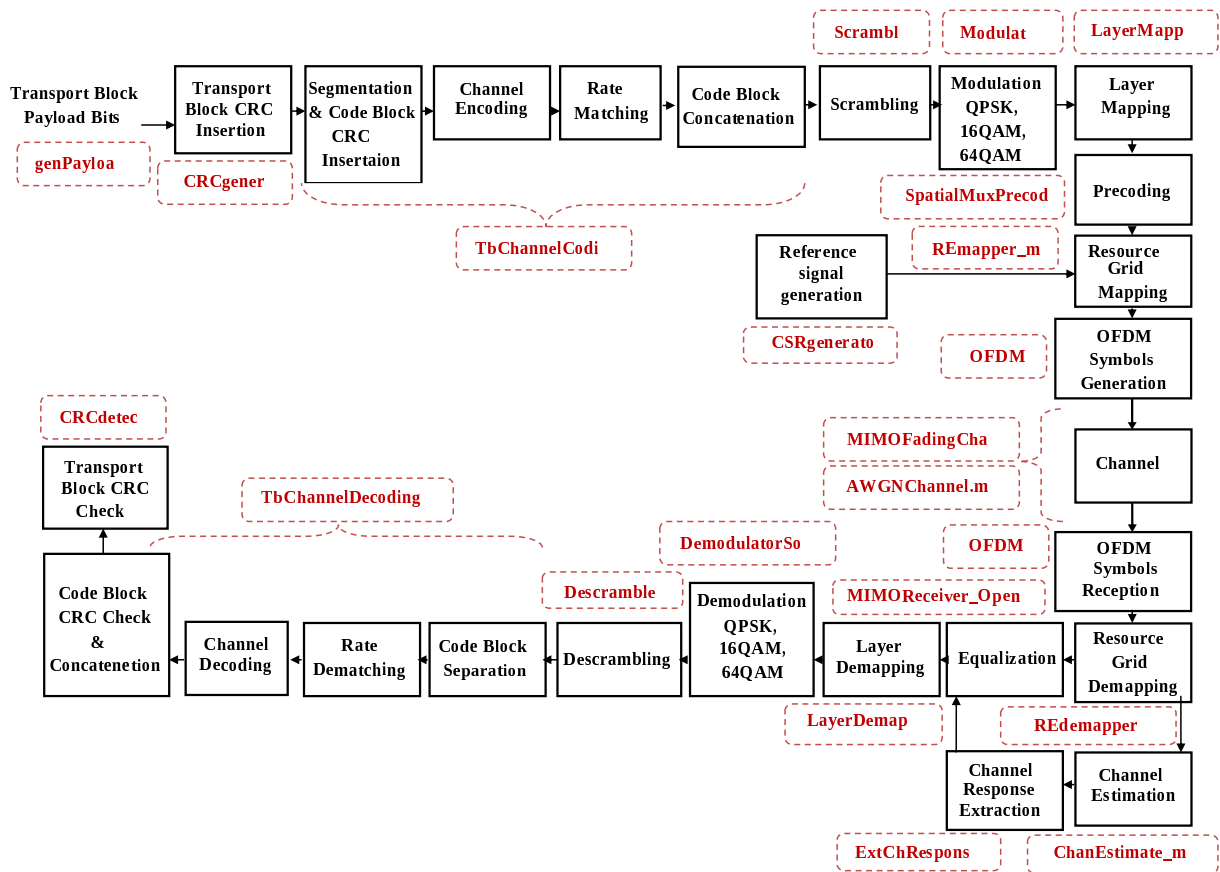 Scrambl
Modulat
LayerMapp
Transport Block
Payload Bits
genPayloa
Transport
Block CRC
Insertion
CRCgener
Segmentation
& Code Block
CRC
Insertaion
Channel
Encoding
Rate
Matching
Code Block
Concatenation
Scrambling
Modulation
QPSK,
16QAM,
64QAM
Layer
Mapping
TbChannelCodi
SpatialMuxPrecod
Precoding
Reference
signal
generation
REmapper_m
Resource
Grid
Mapping
CSRgenerato
OFDM
OFDM
Symbols
Generation
MIMOFadingCha
AWGNChannel.m
Channel
OFDM
OFDM
Symbols
Reception
CRCdetec
Transport
Block CRC
Check
TbChannelDecoding
DemodulatorSo
Descramble
MIMOReceiver_Open
Code Block
CRC Check
&
Concatenetion
Channel
Decoding
Rate
Dematching
Code Block
Separation
Descrambling
Demodulation
QPSK,
16QAM,
64QAM
Layer
Demapping
Equalization
Resource
Grid
Demapping
LayerDemap
REdemapper
Channel
Response
Extraction
Channel
Estimation
ExtChRespons
ChanEstimate_m